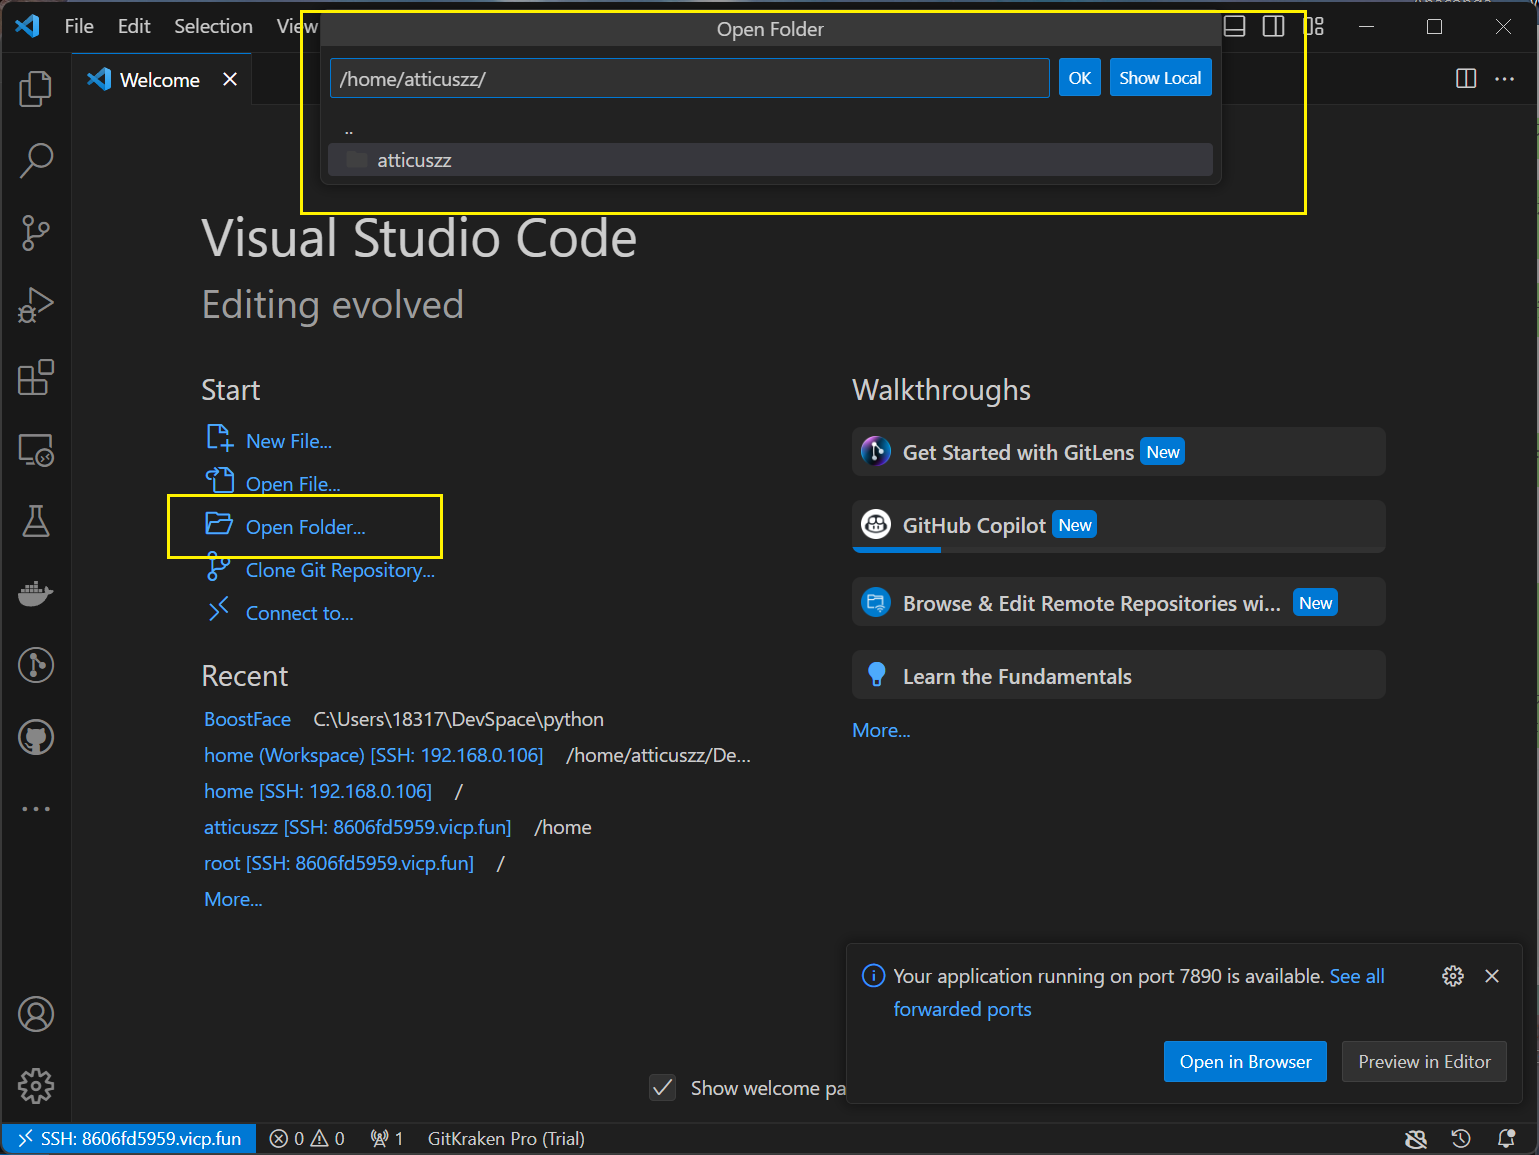 File Edit Selection View
Open Folder
Welcome
/home/atticuszz/
OK
Show Local
..
atticuszz
Visual Studio Code
Editing evolved
Start
New File...
Open File...
Open Folder...
Clone Git Repository...
Connect to...
Recent
BoostFace C:\Users\18317\DevSpace\python
home (Workspace) [SSH: 192.168.0.106] /home/atticuszz/De...
home [SSH: 192.168.0.106] /
atticuszz [SSH: 8606fd5959.vicp.fun] /home
root [SSH: 8606fd5959.vicp.fun] /
More...
Walkthroughs
Get Started with GitLens New
GitHub Copilot New
Browse & Edit Remote Repositories wi... New
Learn the Fundamentals
More...
Your application running on port 7890 is available. See all
forwarded ports
Open in Browser
Preview in Editor
Show welcome pa
SSH: 8606fd5959.vicp.fun 0 0 1 GitKraken Pro (Trial)